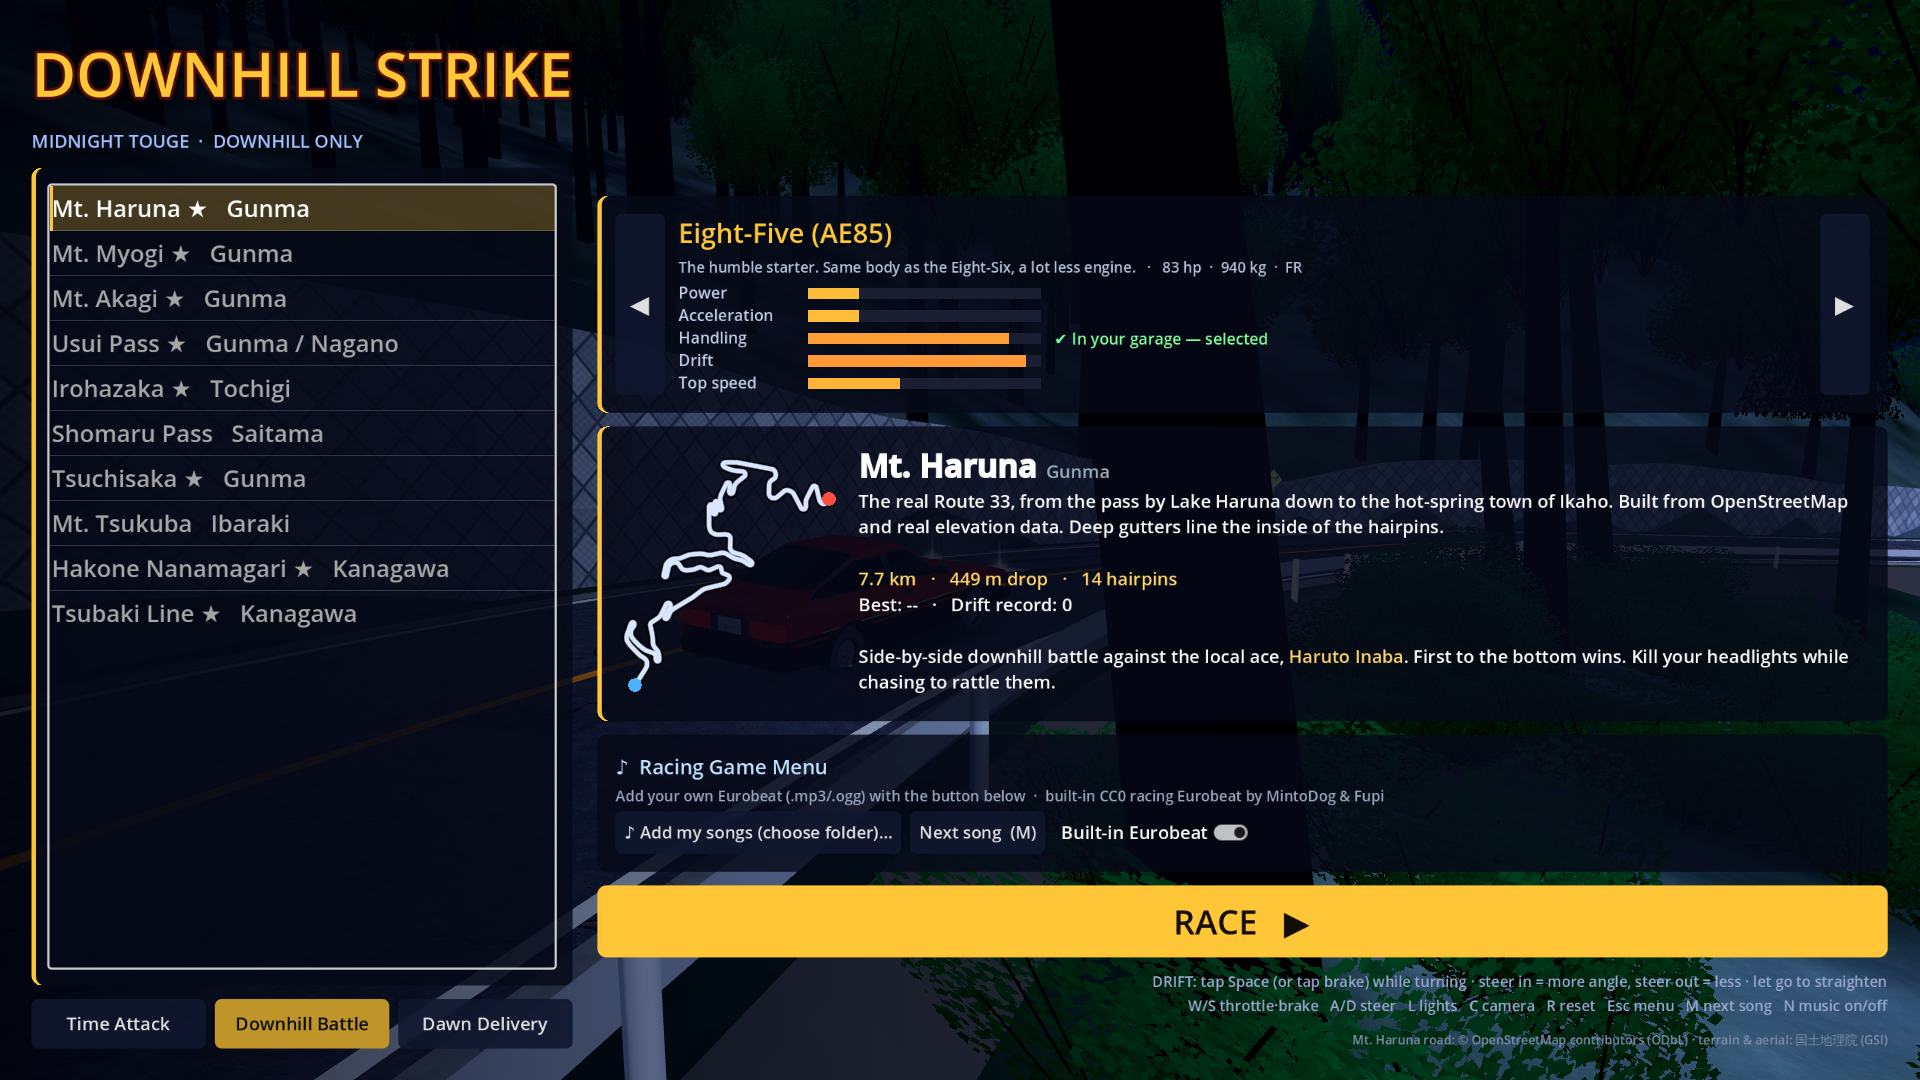 DOWNHILL STRIKE
MIDNIGHT TOUGE · DOWNHILL ONLY
Mt. Haruna ★ Gunma
Mt. Myogi ★ Gunma
Mt. Akagi ★ Gunma
Usui Pass ★ Gunma / Nagano
Irohazaka ★ Tochigi
Shomaru Pass Saitama
Tsuchisaka ★ Gunma
Mt. Tsukuba Ibaraki
Hakone Nanamagari ★ Kanagawa
Tsubaki Line ★ Kanagawa
Time Attack
Downhill Battle
Dawn Delivery
Eight-Five (AE85)
The humble starter. Same body as the Eight-Six, a lot less engine. · 83 hp · 940 kg · FR
Power
Acceleration
Handling
Drift
Top speed
✔ In your garage — selected
Mt. Haruna Gunma
The real Route 33, from the pass by Lake Haruna down to the hot-spring town of Ikaho. Built from OpenStreetMap
and real elevation data. Deep gutters line the inside of the hairpins.
7.7 km · 449 m drop · 14 hairpins
Best: -- · Drift record: 0
Side-by-side downhill battle against the local ace, Haruto Inaba. First to the bottom wins. Kill your headlights while
chasing to rattle them.
♪ Racing Game Menu
Add your own Eurobeat (.mp3/.ogg) with the button below · built-in CC0 racing Eurobeat by MintoDog & Fupi
♪ Add my songs (choose folder)...
Next song (M)
Built-in Eurobeat
RACE ▶
DRIFT: tap Space (or tap brake) while turning · steer in = more angle, steer out = less · let go to straighten
W/S throttle·brake A/D steer L lights C camera R reset Esc menu M next song N music on/off
Mt. Haruna road: © OpenStreetMap contributors (ODbL) · terrain & aerial: 国土地理院 (GSI)